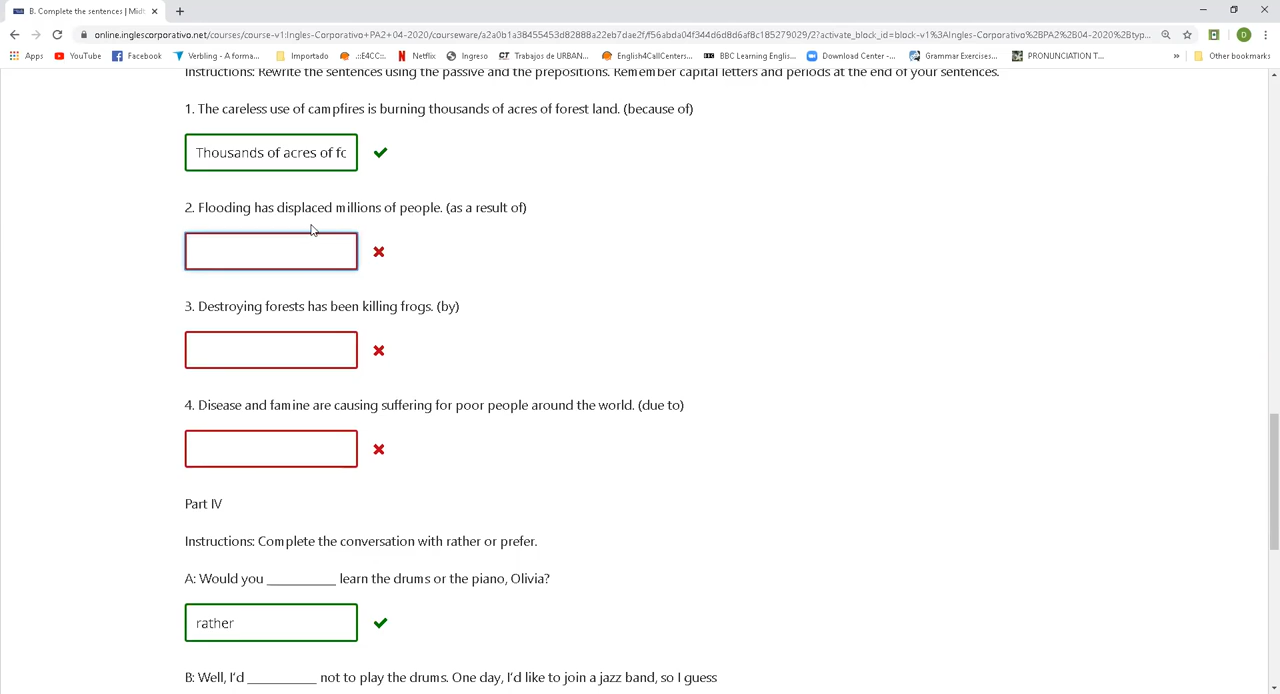 B. Complete the sentences | Midt
online.inglescorporativo.net/courses/course-v1:Ingles-Corporativo+PA2+04-2020/courseware/a2a0b1a38455453d82888a22eb7dae2f/f56abda04f344d6d8d6af8c185279029/2?activate_block_id=block-v1%3AIngles-Corporativo%2BPA2%2B04-2020%2Btyp...
Apps YouTube Facebook Verbling - A forma... Importado .::E4CC::. Netflix Ingreso CT Trabajos de URBAN... English4CallCenters... BBC Learning Englis... Download Center -... Grammar Exercises... PRONUNCIATION T... » Other bookmarks
Instructions: Rewrite the sentences using the passive and the prepositions. Remember capital letters and periods at the end of your sentences.
1. The careless use of campfires is burning thousands of acres of forest land. (because of)
Thousands of acres of fo
2. Flooding has displaced millions of people. (as a result of)
3. Destroying forests has been killing frogs. (by)
4. Disease and famine are causing suffering for poor people around the world. (due to)
Part IV
Instructions: Complete the conversation with rather or prefer.
A: Would you _________ learn the drums or the piano, Olivia?
rather
B: Well, I'd _________ not to play the drums. One day, I'd like to join a jazz band, so I guess